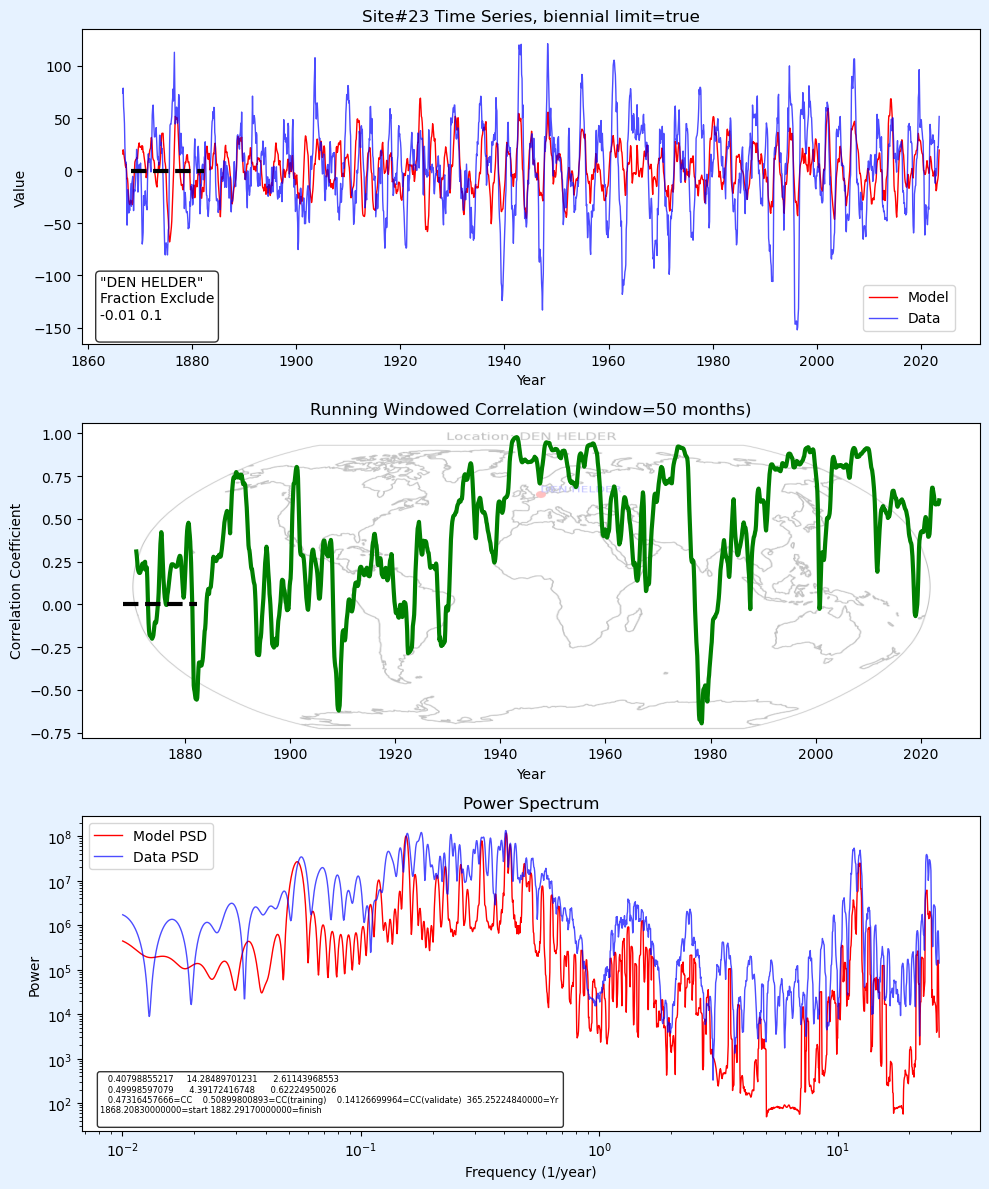 Site#23 Time Series, biennial limit=true
Value
100
50
0
−50
−100
−150
"DEN HELDER"
Fraction Exclude
-0.01 0.1
Model
Data
1860 1880 1900 1920 1940 1960 1980 2000 2020
Year
Running Windowed Correlation (window=50 months)
Location: DEN HELDER
DEN HELDER
Correlation Coefficient
1.00
0.75
0.50
0.25
0.00
−0.25
−0.50
−0.75
1880 1900 1920 1940 1960 1980 2000 2020
Year
Power Spectrum
Model PSD
Data PSD
Power
10^8
10^7
10^6
10^5
10^4
10^3
10^2
0.40798855217 14.28489701231 2.61143968553
0.49998597079 4.39172416748 0.62224950026
0.47316457666=CC 0.50899800893=CC(training) 0.14126699964=CC(validate) 365.25224840000=Yr
1868.20830000000=start 1882.29170000000=finish
10^−2 10^−1 10^0 10^1
Frequency (1/year)